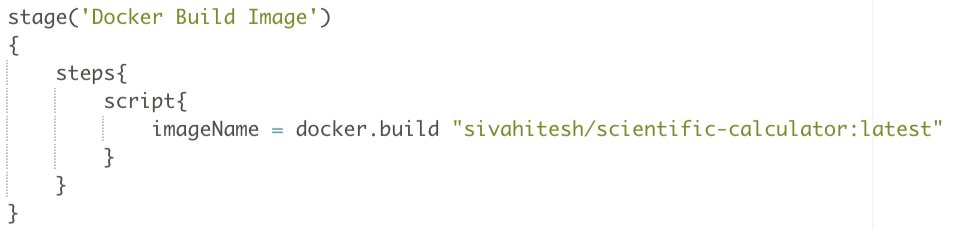 stage('Docker Build Image')
{
    steps{
        script{
            imageName = docker.build "sivahitesh/scientific-calculator:latest"
        }
    }
}